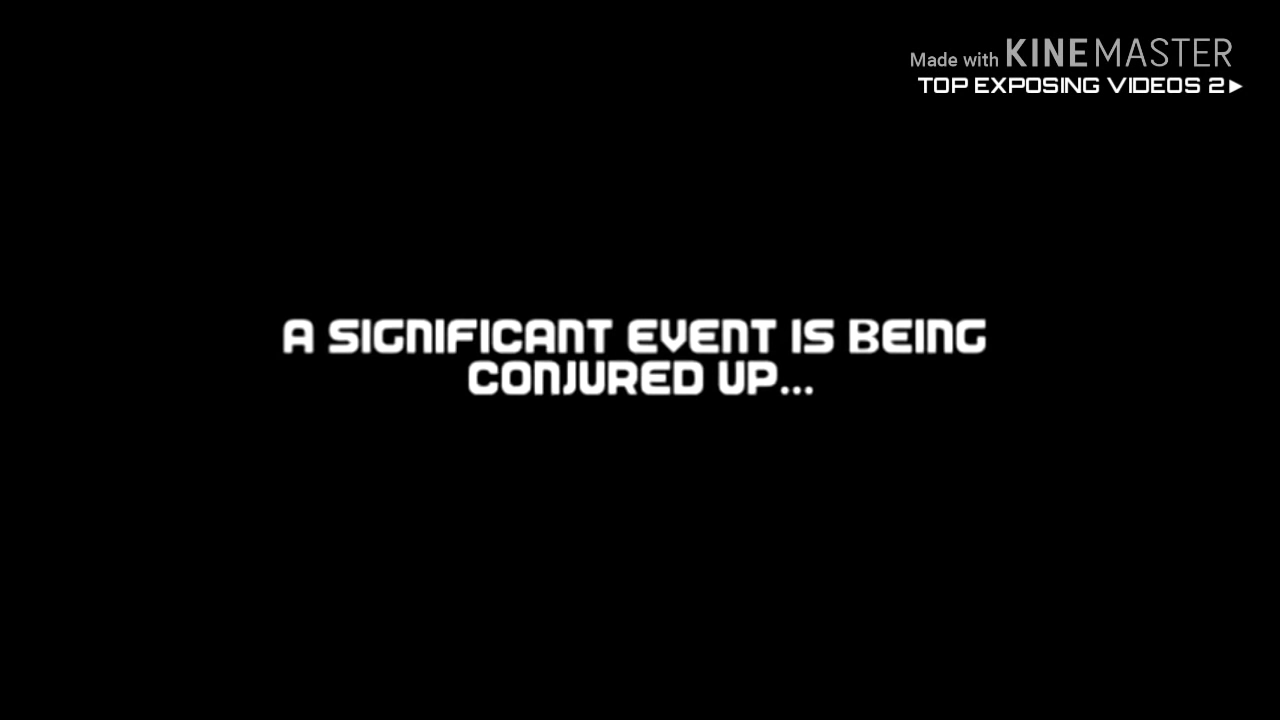 Made with KINEMASTER
TOP EXPOSING VIDEOS 2►
A SIGNIFICANT EVENT IS BEING
CONJURED UP...